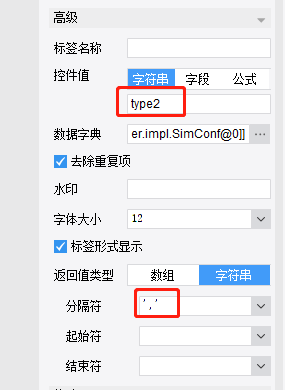 高级
标签名称
控件值 字符串 字段 公式
type2
数据字典 er.impl.SimConf@0]] ...
去除重复项
水印
字体大小 12
标签形式显示
返回值类型 数组 字符串
分隔符 ','
起始符
结束符